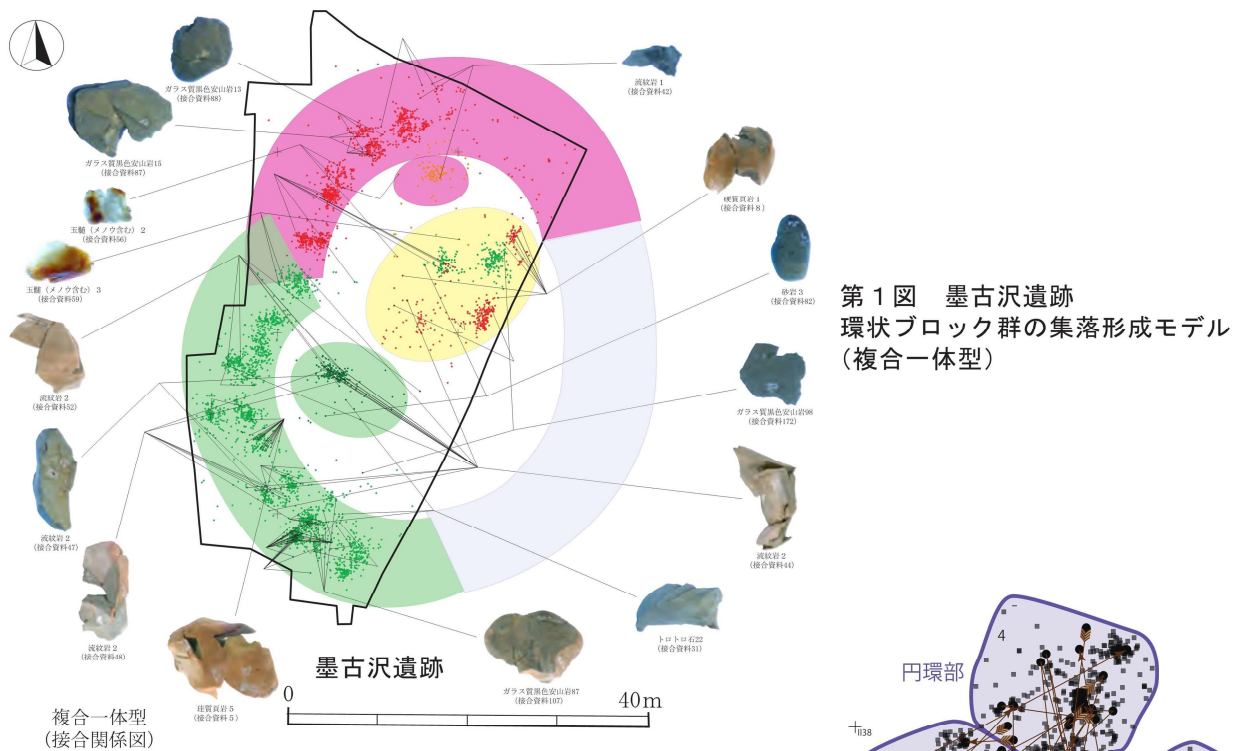 ガラス質黒色安山岩13
(接合資料88)
流紋岩1
(接合資料42)
ガラス質黒色安山岩15
(接合資料87)
硬質頁岩1
(接合資料8)
玉髄（メノウ含む）2
(接合資料56)
玉髄（メノウ含む）3
(接合資料59)
砂岩3
(接合資料82)
第1図　墨古沢遺跡
環状ブロック群の集落形成モデル
(複合一体型)
流紋岩2
(接合資料52)
ガラス質黒色安山岩98
(接合資料172)
流紋岩2
(接合資料47)
流紋岩2
(接合資料44)
流紋岩2
(接合資料48)
トロトロ石22
(接合資料31)
珪質頁岩5
(接合資料5)
ガラス質黒色安山岩87
(接合資料107)
墨古沢遺跡
0
40m
複合一体型
(接合関係図)
4
円環部
II38